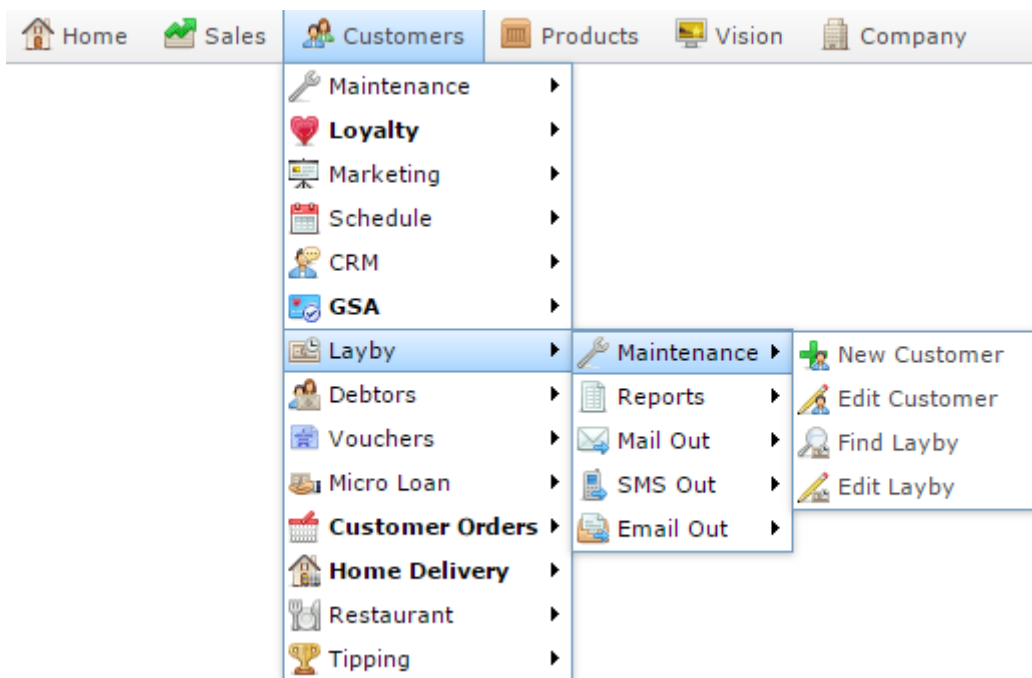 Home Sales Customers Products Vision Company
Maintenance
Loyalty
Marketing
Schedule
CRM
GSA
Layby
Debtors
Vouchers
Micro Loan
Customer Orders
Home Delivery
Restaurant
Tipping
Maintenance
Reports
Mail Out
SMS Out
Email Out
New Customer
Edit Customer
Find Layby
Edit Layby